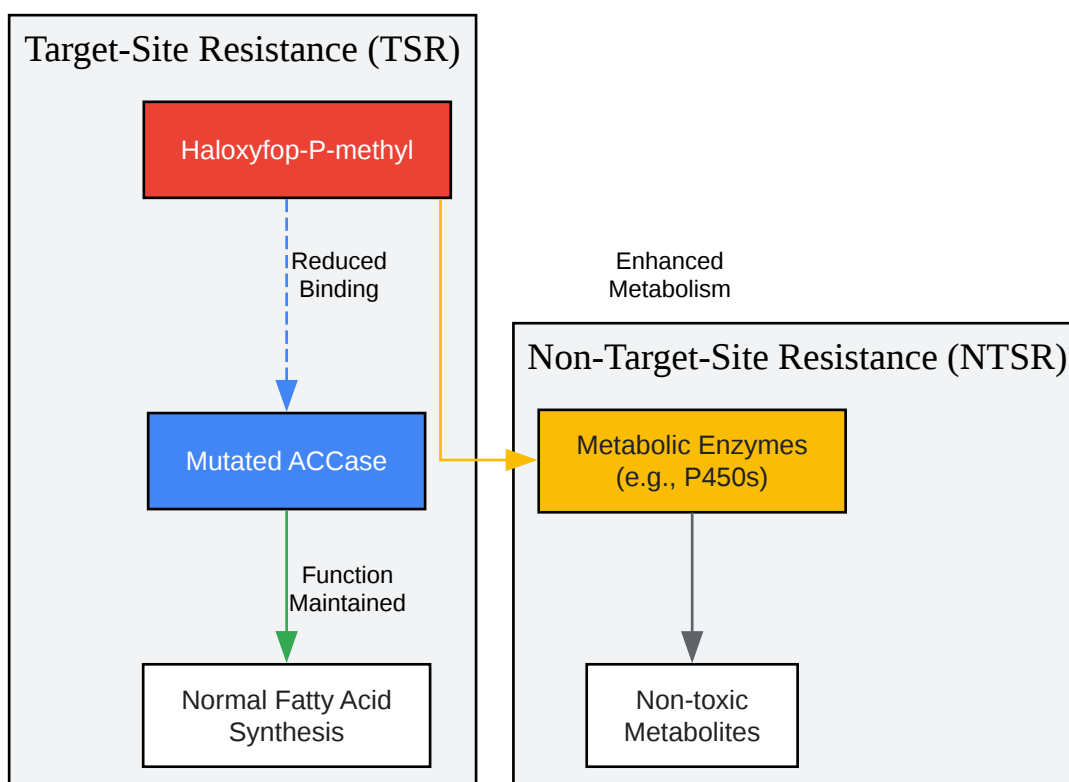 Target-Site Resistance (TSR)
Haloxyfop-P-methyl
Reduced
Binding
Enhanced
Metabolism
Non-Target-Site Resistance (NTSR)
Mutated ACCase
Metabolic Enzymes
(e.g., P450s)
Function
Maintained
Normal Fatty Acid
Synthesis
Non-toxic
Metabolites